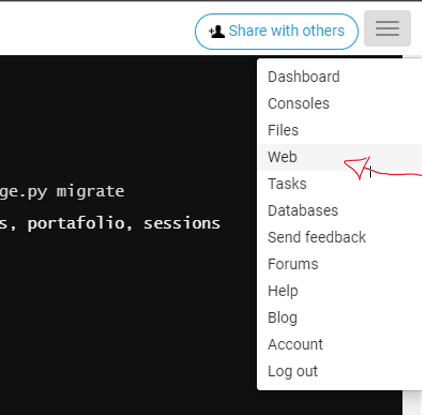 Share with others
Dashboard
Consoles
Files
Web
ge.py migrate
Tasks
s, portafolio, sessions
Databases
Send feedback
Forums
Help
Blog
Account
Log out